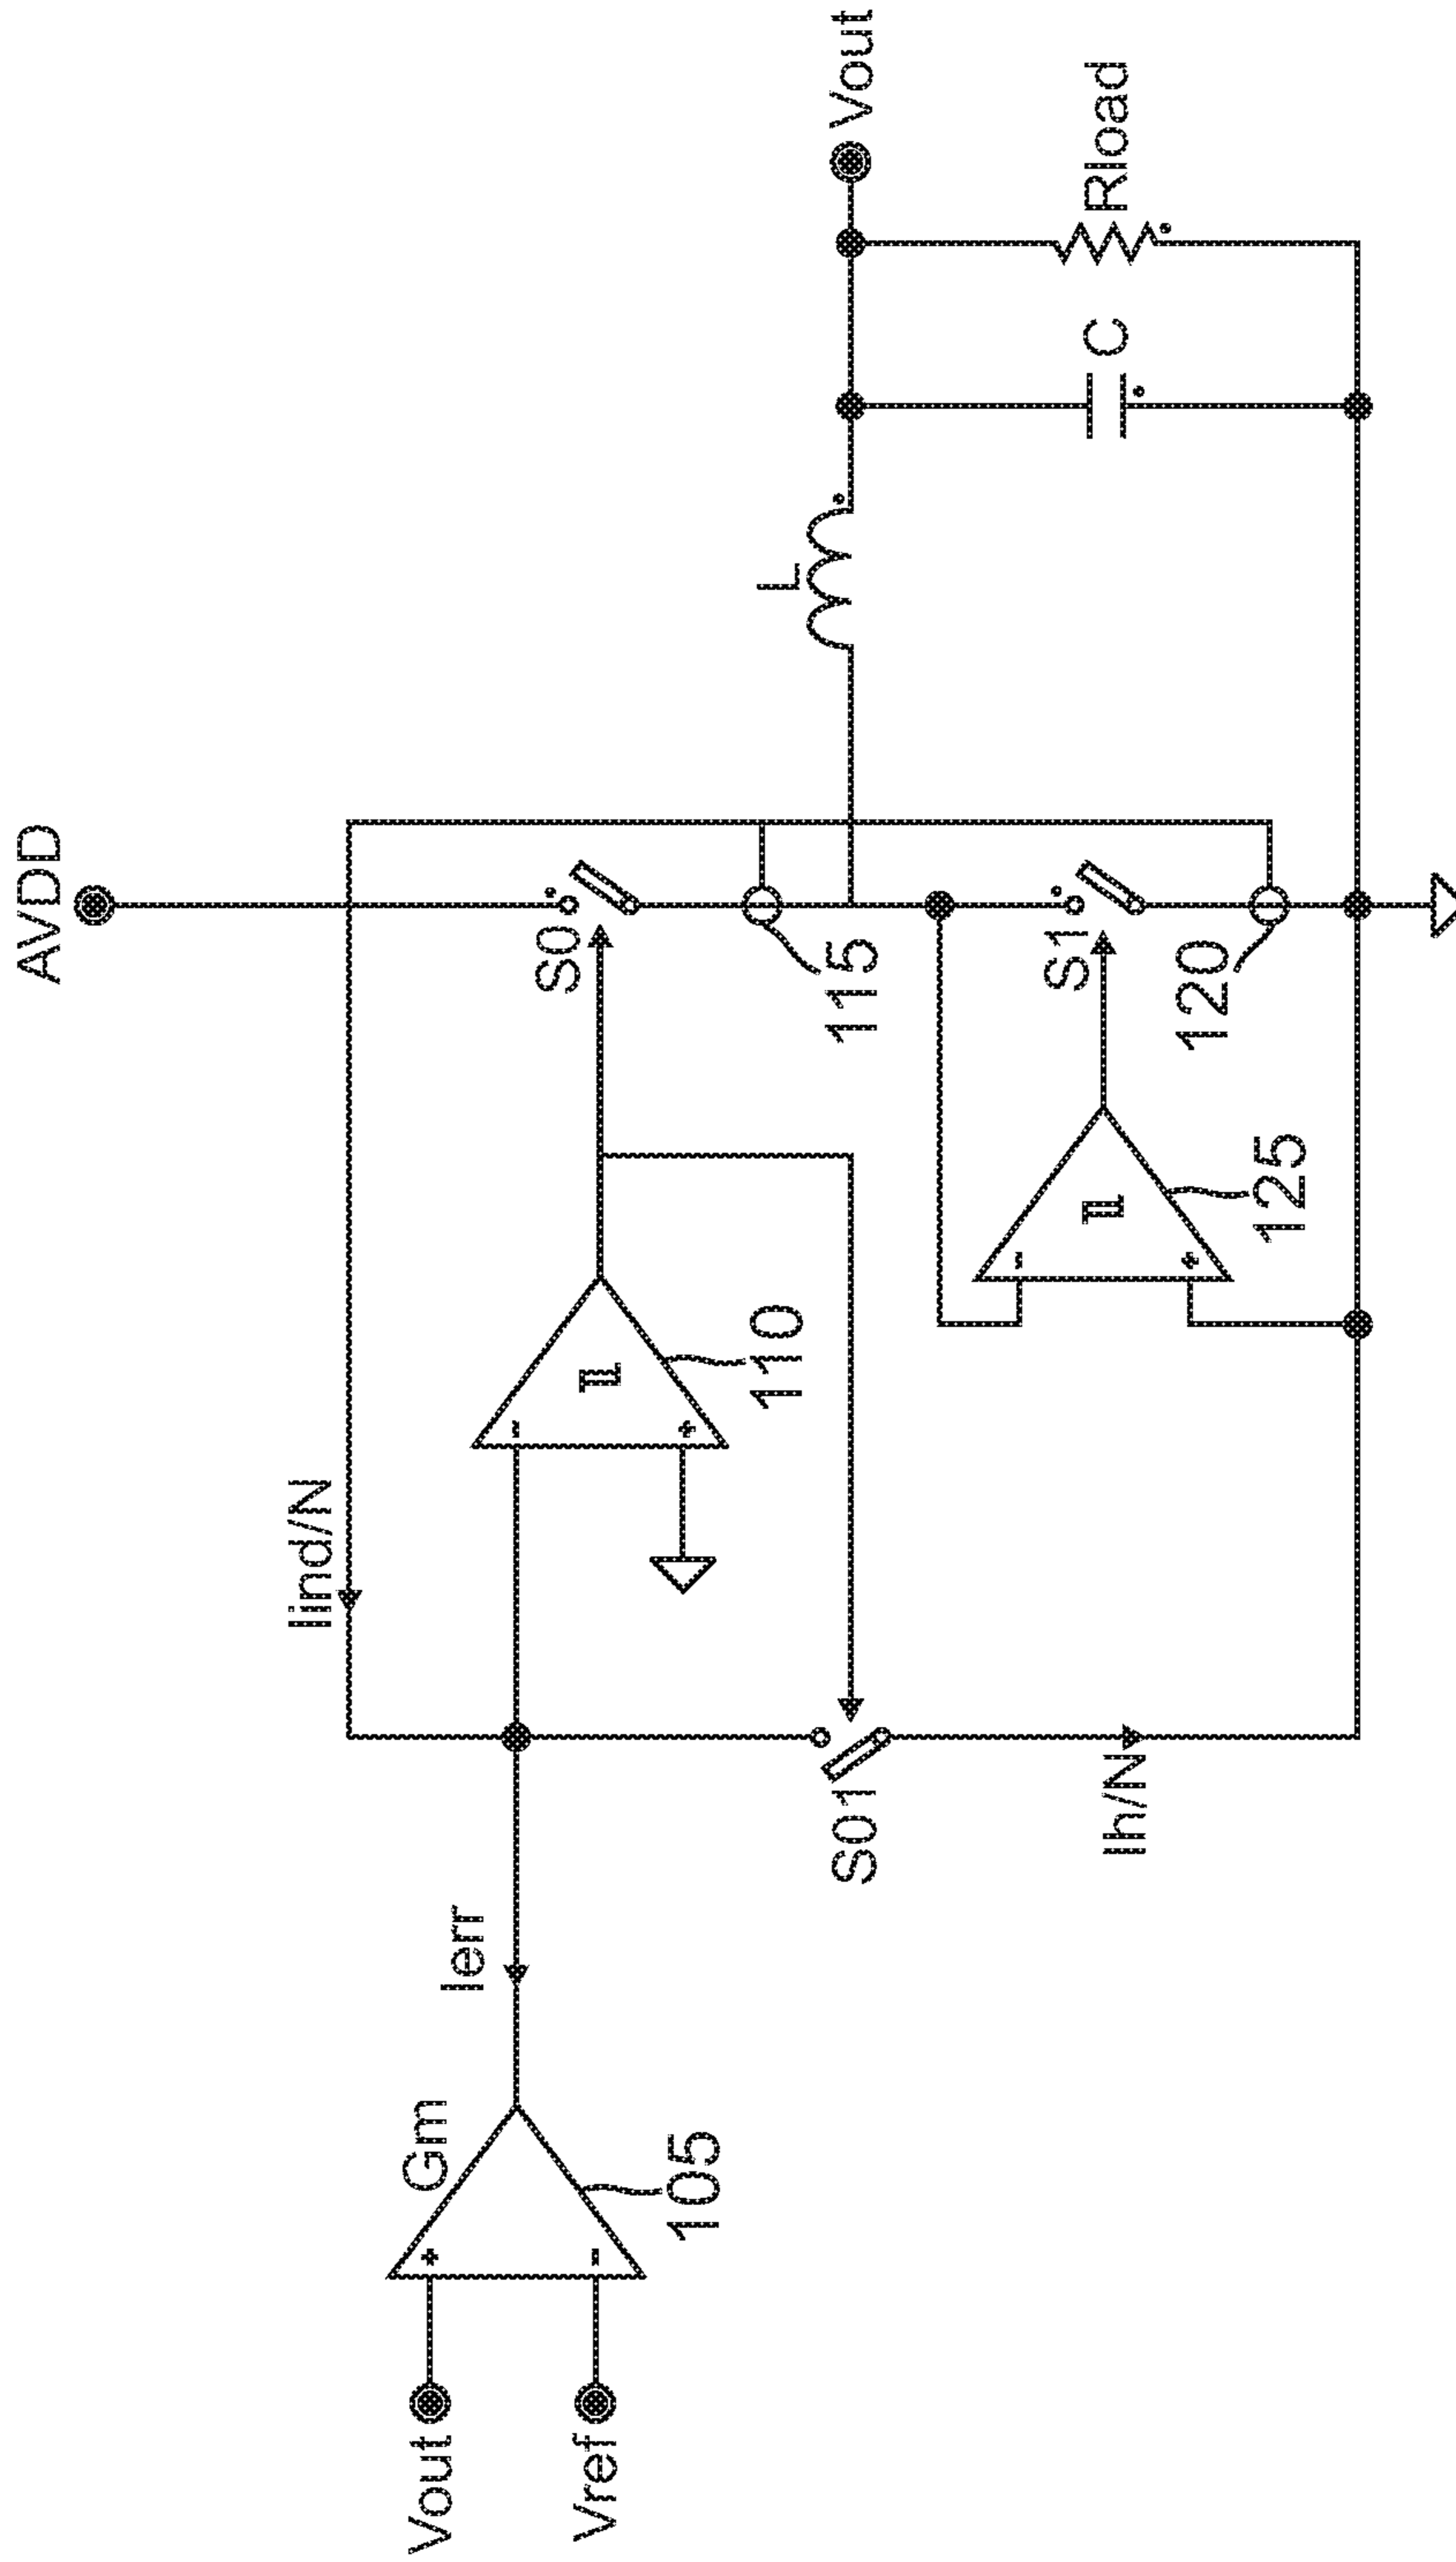 AVDD
Iind/N
Gm
Ierr
S0
L
Vout
Vout
Vref
105
110
115
S01
Ih/N
S1
120
125
C
Rload